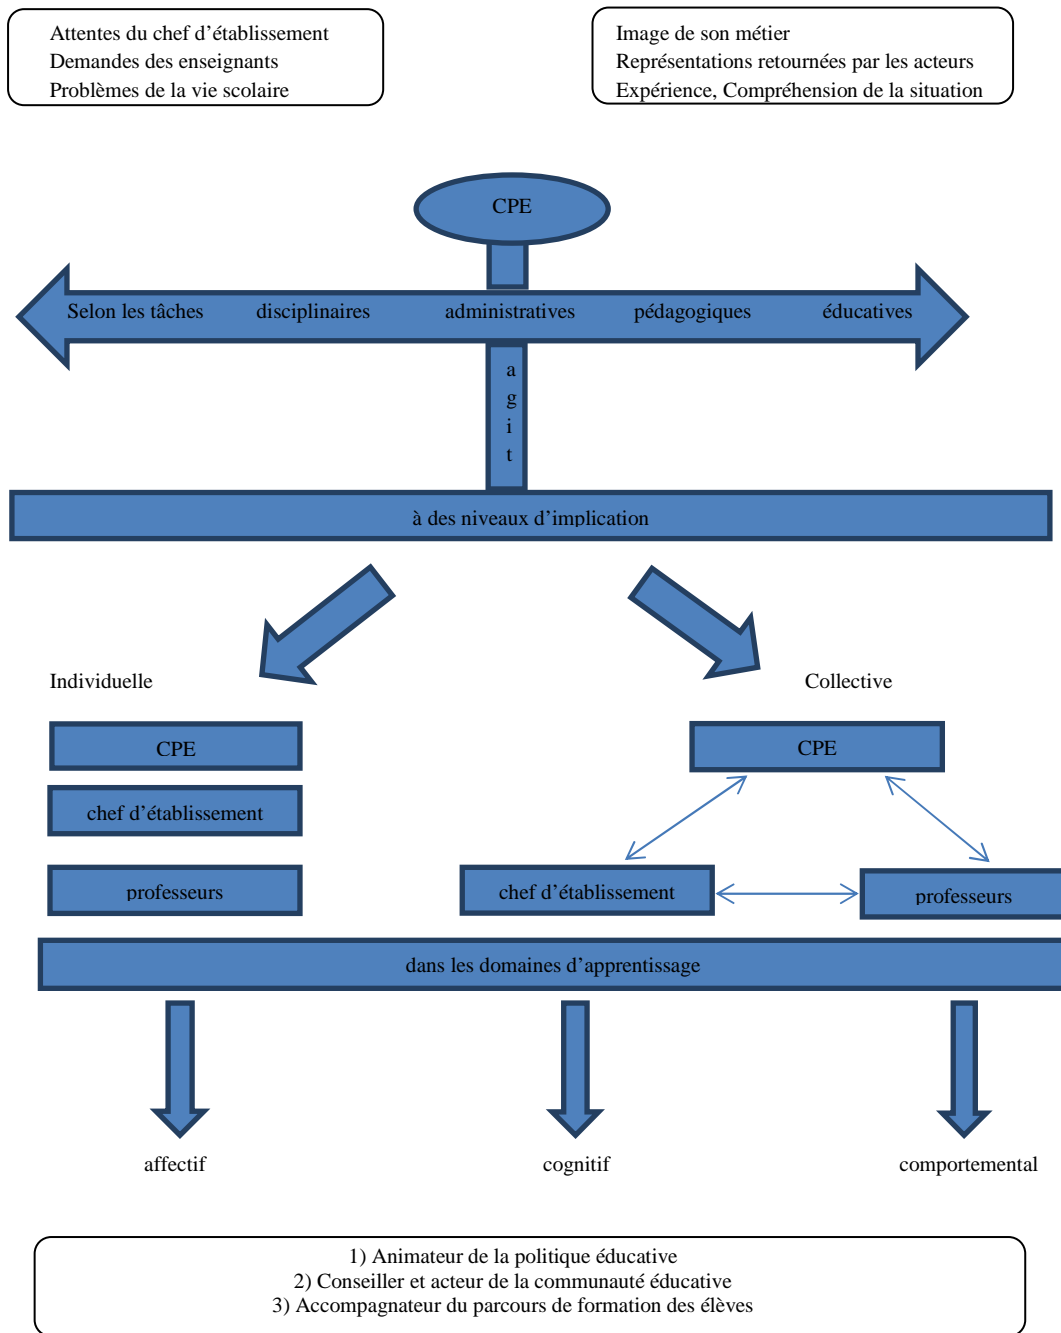 Attentes du chef d’établissement
Demandes des enseignants
Problèmes de la vie scolaire
Image de son métier
Représentations retournées par les acteurs
Expérience, Compréhension de la situation
CPE
Selon les tâches disciplinaires administratives pédagogiques éducatives
a
g
i
t
à des niveaux d’implication
Individuelle
Collective
CPE
chef d’établissement
professeurs
CPE
chef d’établissement
professeurs
dans les domaines d’apprentissage
affectif
cognitif
comportemental
1) Animateur de la politique éducative
2) Conseiller et acteur de la communauté éducative
3) Accompagnateur du parcours de formation des élèves